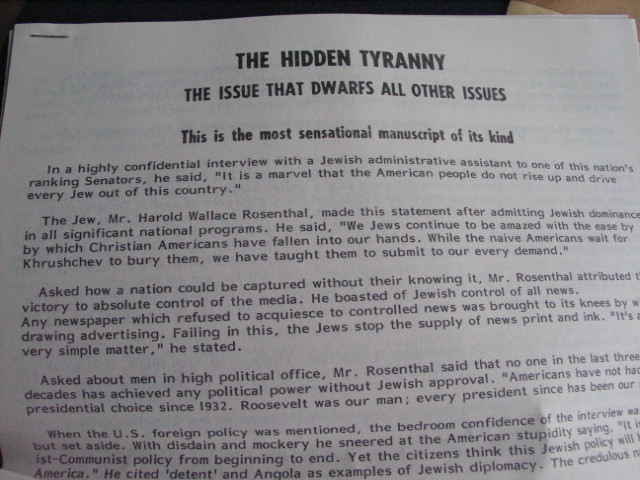 THE HIDDEN TYRANNY
THE ISSUE THAT DWARFS ALL OTHER ISSUES
This is the most sensational manuscript of its kind
In a highly confidential interview with a Jewish administrative assistant to one of this nation's
ranking Senators, he said, "It is a marvel that the American people do not rise up and drive
every Jew out of this country."
The Jew, Mr. Harold Wallace Rosenthal, made this statement after admitting Jewish dominance
in all significant national programs. He said, "We Jews continue to be amazed with the ease by
by which Christian Americans have fallen into our hands. While the naive Americans wait for
Khrushchev to bury them, we have taught them to submit to our every demand."
Asked how a nation could be captured without their knowing it, Mr. Rosenthal attributed
victory to absolute control of the media. He boasted of Jewish control of all news.
Any newspaper which refused to acquiesce to controlled news was brought to its knees by
drawing advertising. Failing in this, the Jews stop the supply of news print and ink. "It's a
very simple matter," he stated.
Asked about men in high political office, Mr. Rosenthal said that no one in the last three
decades has achieved any political power without Jewish approval. "Americans have not had
presidential choice since 1932. Roosevelt was our man; every president since has been our
When the U.S. foreign policy was mentioned, the bedroom confidence of the interview was
but set aside. With disdain and mockery he sneered at the American stupidity saying, "It
ist-Communist policy from beginning to end. Yet the citizens think this Jewish policy will
America." He cited 'detent' and Angola as examples of Jewish diplomacy. The credulous